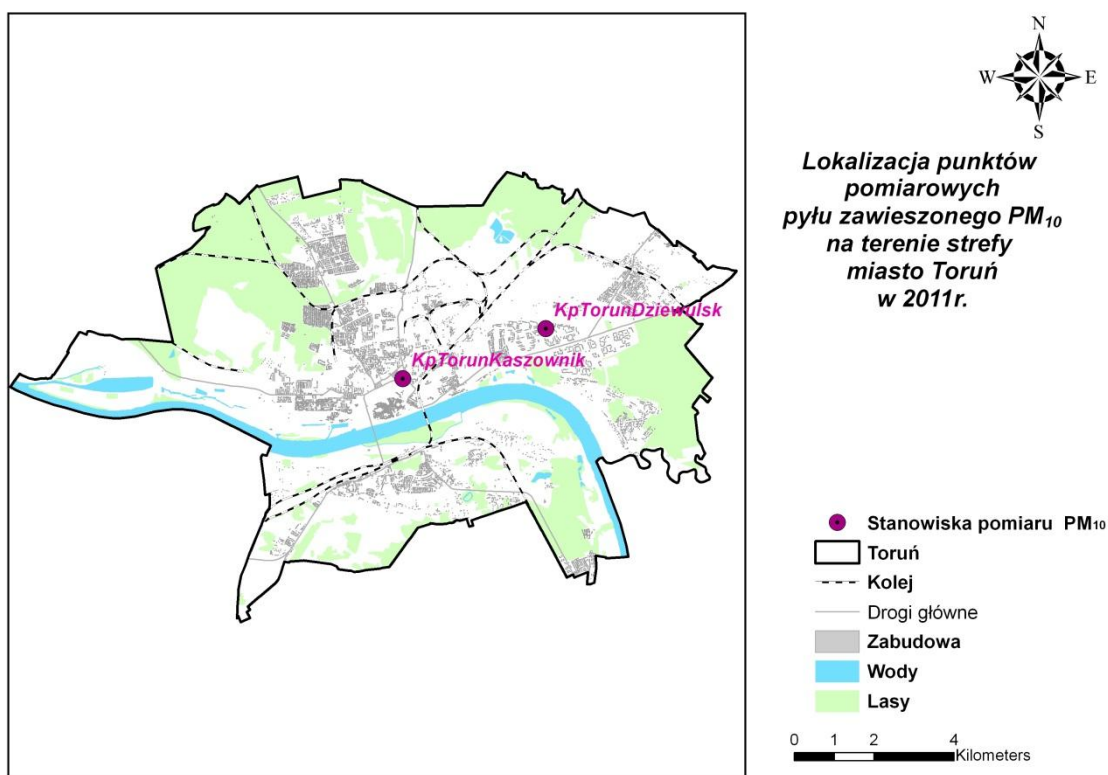 N
W E
S
Lokalizacja punktów
pomiarowych
pyłu zawieszonego PM₁₀
na terenie strefy
miasto Toruń
w 2011r.
KpTorunDziewulsk
KpTorunKaszownik
Stanowiska pomiaru PM₁₀
Toruń
Kolej
Drogi główne
Zabudowa
Wody
Lasy
0 1 2 4
Kilometers